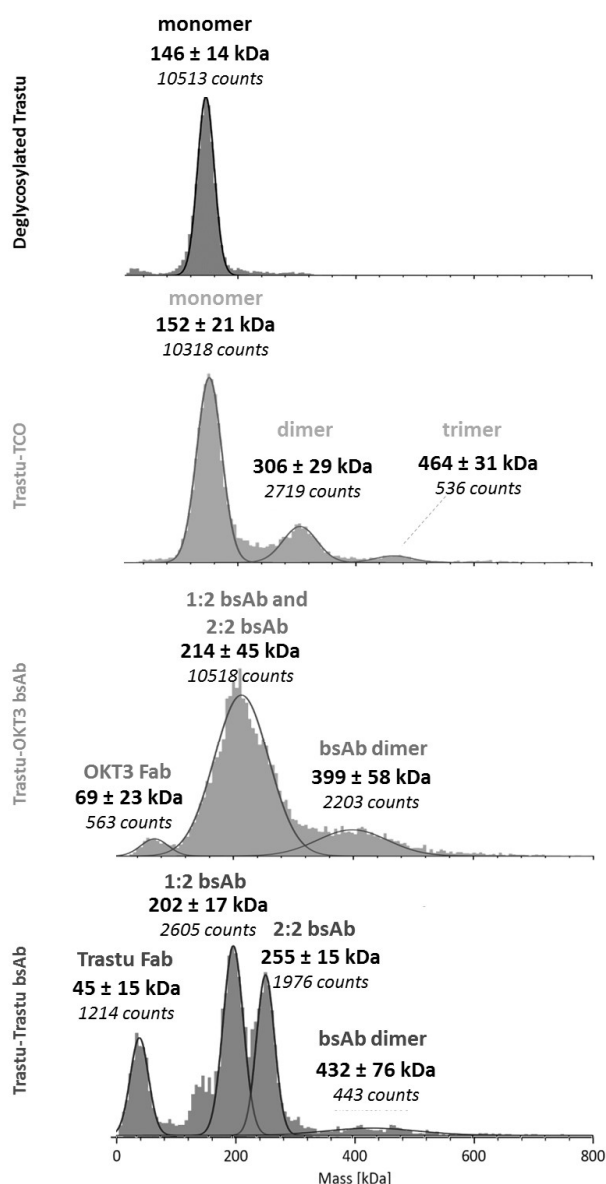 Deglycosylated Trastu
monomer
146 ± 14 kDa
10513 counts
Trastu-TCO
monomer
152 ± 21 kDa
10318 counts
dimer
306 ± 29 kDa
2719 counts
trimer
464 ± 31 kDa
536 counts
Trastu-OKT3 bsAb
1:2 bsAb and
2:2 bsAb
214 ± 45 kDa
10518 counts
OKT3 Fab
69 ± 23 kDa
563 counts
bsAb dimer
399 ± 58 kDa
2203 counts
Trastu-Trastu bsAb
1:2 bsAb
202 ± 17 kDa
2605 counts
2:2 bsAb
255 ± 15 kDa
1976 counts
Trastu Fab
45 ± 15 kDa
1214 counts
bsAb dimer
432 ± 76 kDa
443 counts
0 200 400 600 800
Mass [kDa]